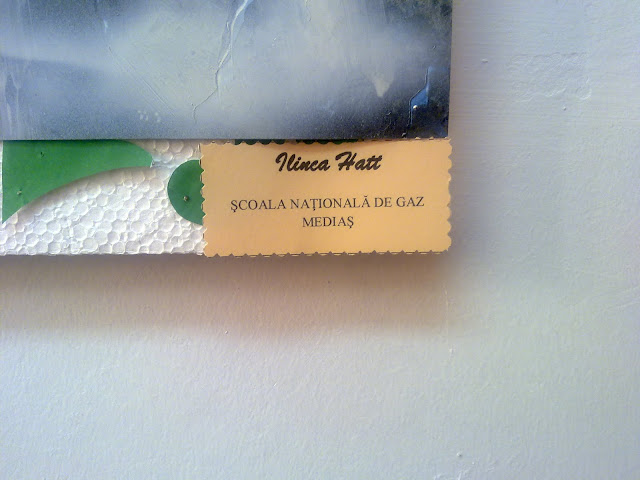 Ilinca Hatt
ŞCOALA NAŢIONALĂ DE GAZ
MEDIAŞ